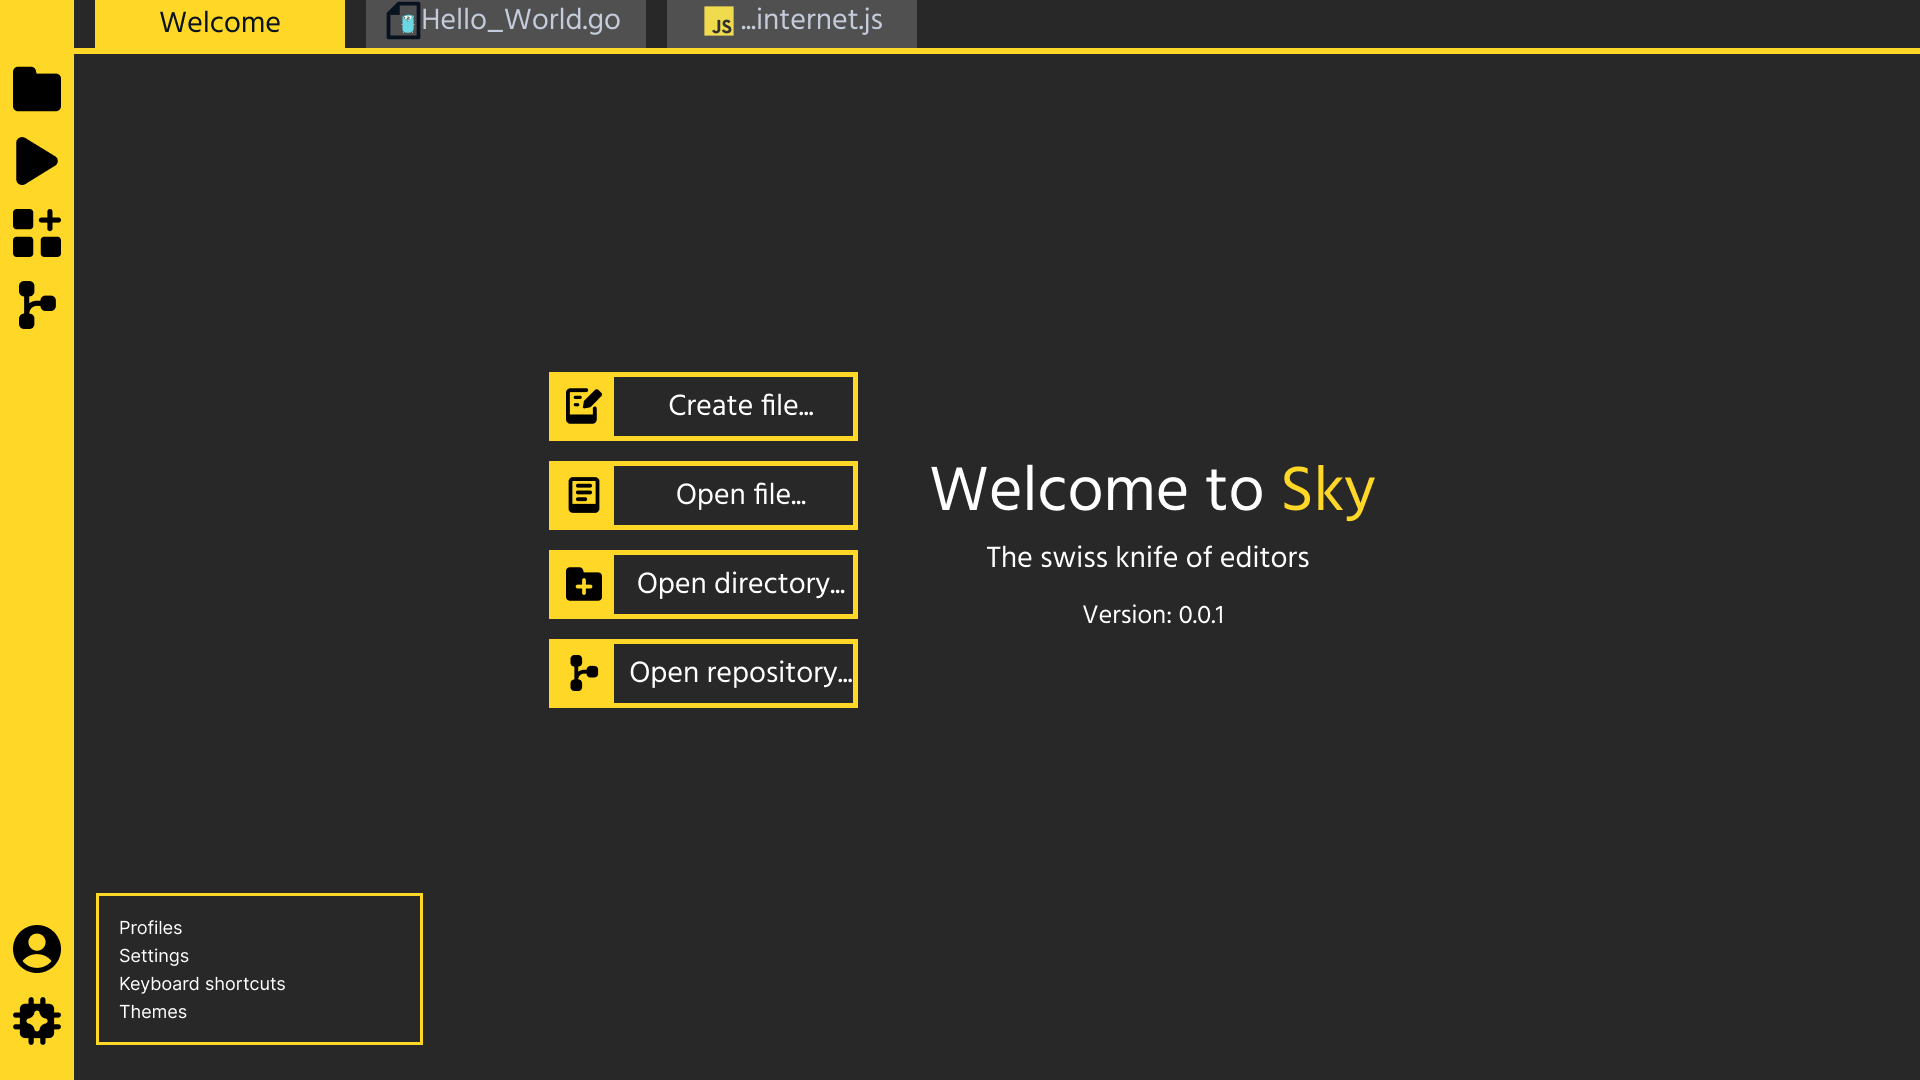 Welcome
Hello_World.go
JS ...internet.js
Create file...
Open file...
Open directory...
Open repository...
Welcome to Sky
The swiss knife of editors
Version: 0.0.1
Profiles
Settings
Keyboard shortcuts
Themes